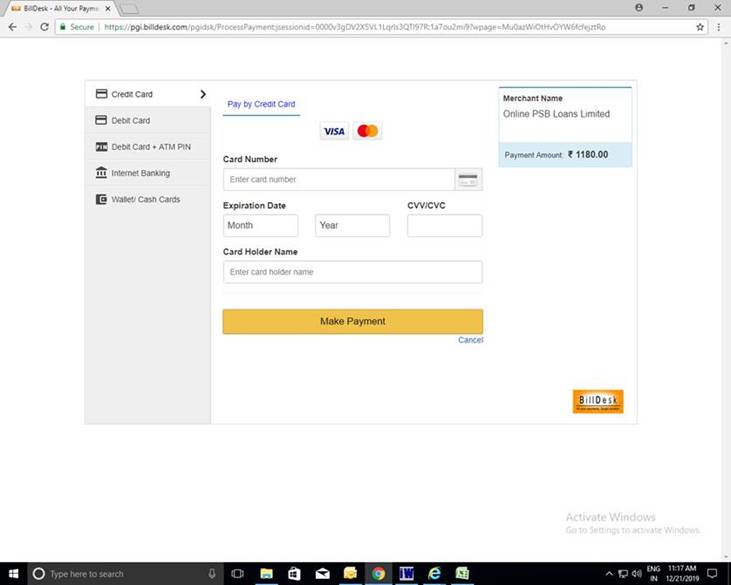 BillDesk - All Your Payme
Secure
https://pgi.billdesk.com/pgidsk/ProcessPayment;jsessionid=0000v3gDV2X5VL1Lqrls3QTI97R:1a7ou2mi9?wpage=Mu0azWiOtHvOYW6fcfejztRo
Credit Card
Debit Card
Debit Card + ATM PIN
Internet Banking
Wallet/ Cash Cards
Pay by Credit Card
VISA
Card Number
Enter card number
Expiration Date CVV/CVC
Month Year
Card Holder Name
Enter card holder name
Make Payment
Cancel
Merchant Name
Online PSB Loans Limited
Payment Amount: ₹ 1180.00
BillDesk
Activate Windows
Go to Settings to activate Windows.
Type here to search
ENG 11:17 AM
IN 12/21/2019